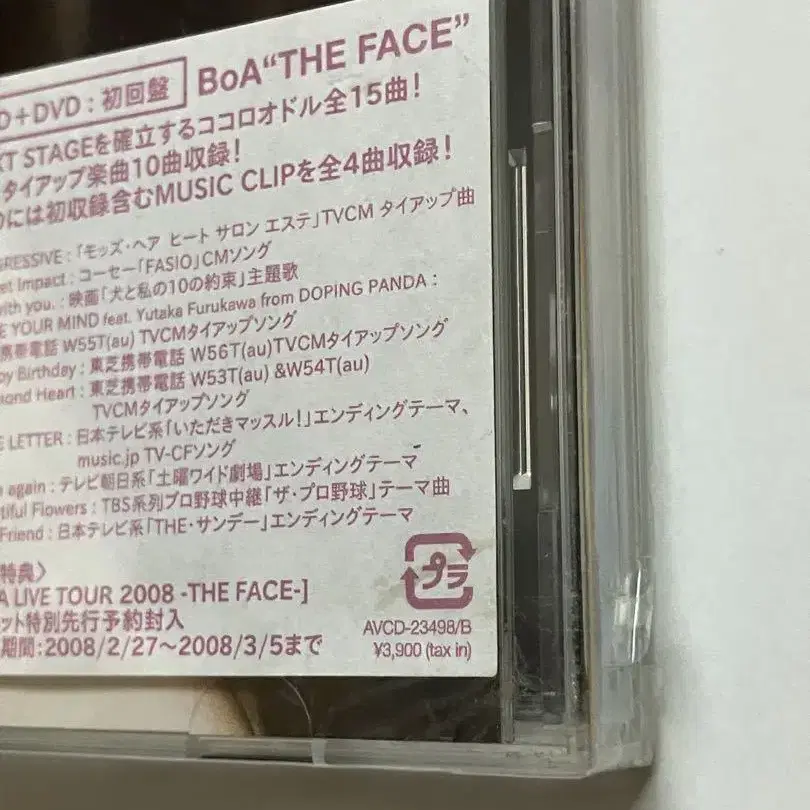 D+DVD：初回盤 BoA“THE FACE”
XT STAGEを確立するココロオドル全15曲！
タイアップ楽曲10曲収録！
には初収録含むMUSIC CLIPを全4曲収録！
GRESSIVE：「モッズ・ヘア ヒート サロン エステ」TVCM タイアップ曲
et Impact：コーセー「FASIO」CMソング
with you.：映画「犬と私の10の約束」主題歌
E YOUR MIND feat. Yutaka Furukawa from DOPING PANDA：
携帯電話 W55T(au) TVCMタイアップソング
py Birthday：東芝携帯電話 W56T(au)TVCMタイアップソング
mond Heart：東芝携帯電話 W53T(au) &W54T(au)
TVCMタイアップソング
E LETTER：日本テレビ系「いただきマッスル！」エンディングテーマ、
music.jp TV-CFソング
again：テレビ朝日系「土曜ワイド劇場」エンディングテーマ
tiful Flowers：TBS系列プロ野球中継「ザ・プロ野球」テーマ曲
Friend：日本テレビ系「THE・サンデー」エンディングテーマ
特典〉
A LIVE TOUR 2008 -THE FACE-]
ット特別先行予約封入
期間：2008/2/27〜2008/3/5まで
プラ
AVCD-23498/B
¥3,900 (tax in)